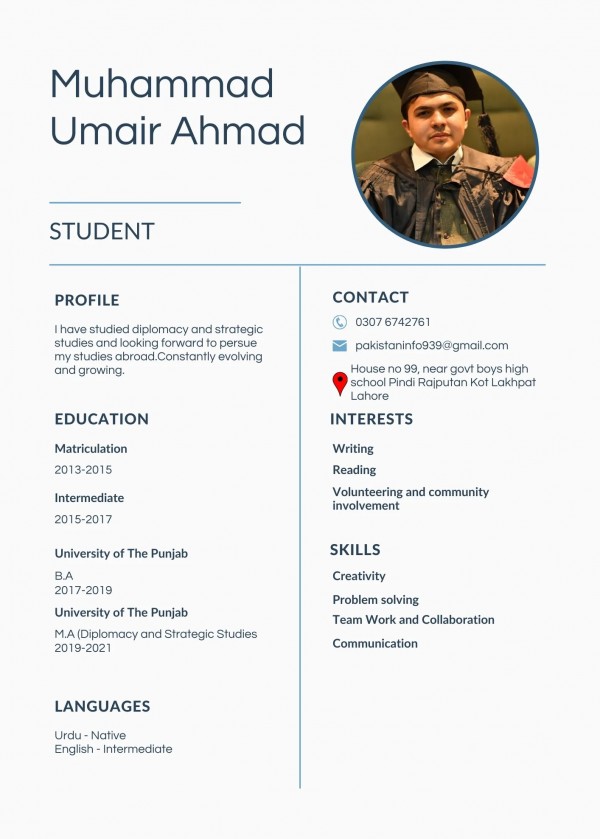 Muhammad
Umair Ahmad
STUDENT
PROFILE
I have studied diplomacy and strategic
studies and looking forward to persue
my studies abroad.Constantly evolving
and growing.
EDUCATION
Matriculation
2013-2015
Intermediate
2015-2017
University of The Punjab
B.A
2017-2019
University of The Punjab
M.A (Diplomacy and Strategic Studies
2019-2021
LANGUAGES
Urdu - Native
English - Intermediate
CONTACT
0307 6742761
pakistaninfo939@gmail.com
House no 99, near govt boys high
school Pindi Rajputan Kot Lakhpat
Lahore
INTERESTS
Writing
Reading
Volunteering and community
involvement
SKILLS
Creativity
Problem solving
Team Work and Collaboration
Communication